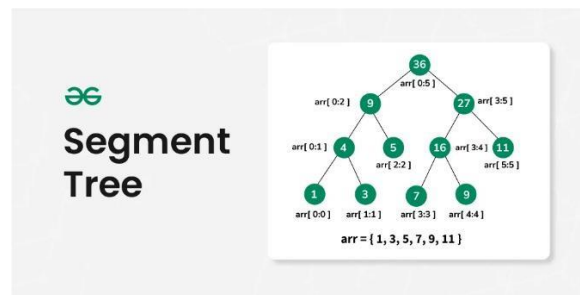 Segment
Tree
36
arr[ 0:5 ]
arr[ 0:2 ] 9 27 arr[ 3:5 ]
arr[ 0:1 ] 4 5 16 arr[ 3:4 ] 11
arr[ 2:2 ] arr[ 5:5 ]
1 3 7 9
arr[ 0:0 ] arr[ 1:1 ] arr[ 3:3 ] arr[ 4:4 ]
arr = { 1, 3, 5, 7, 9, 11 }